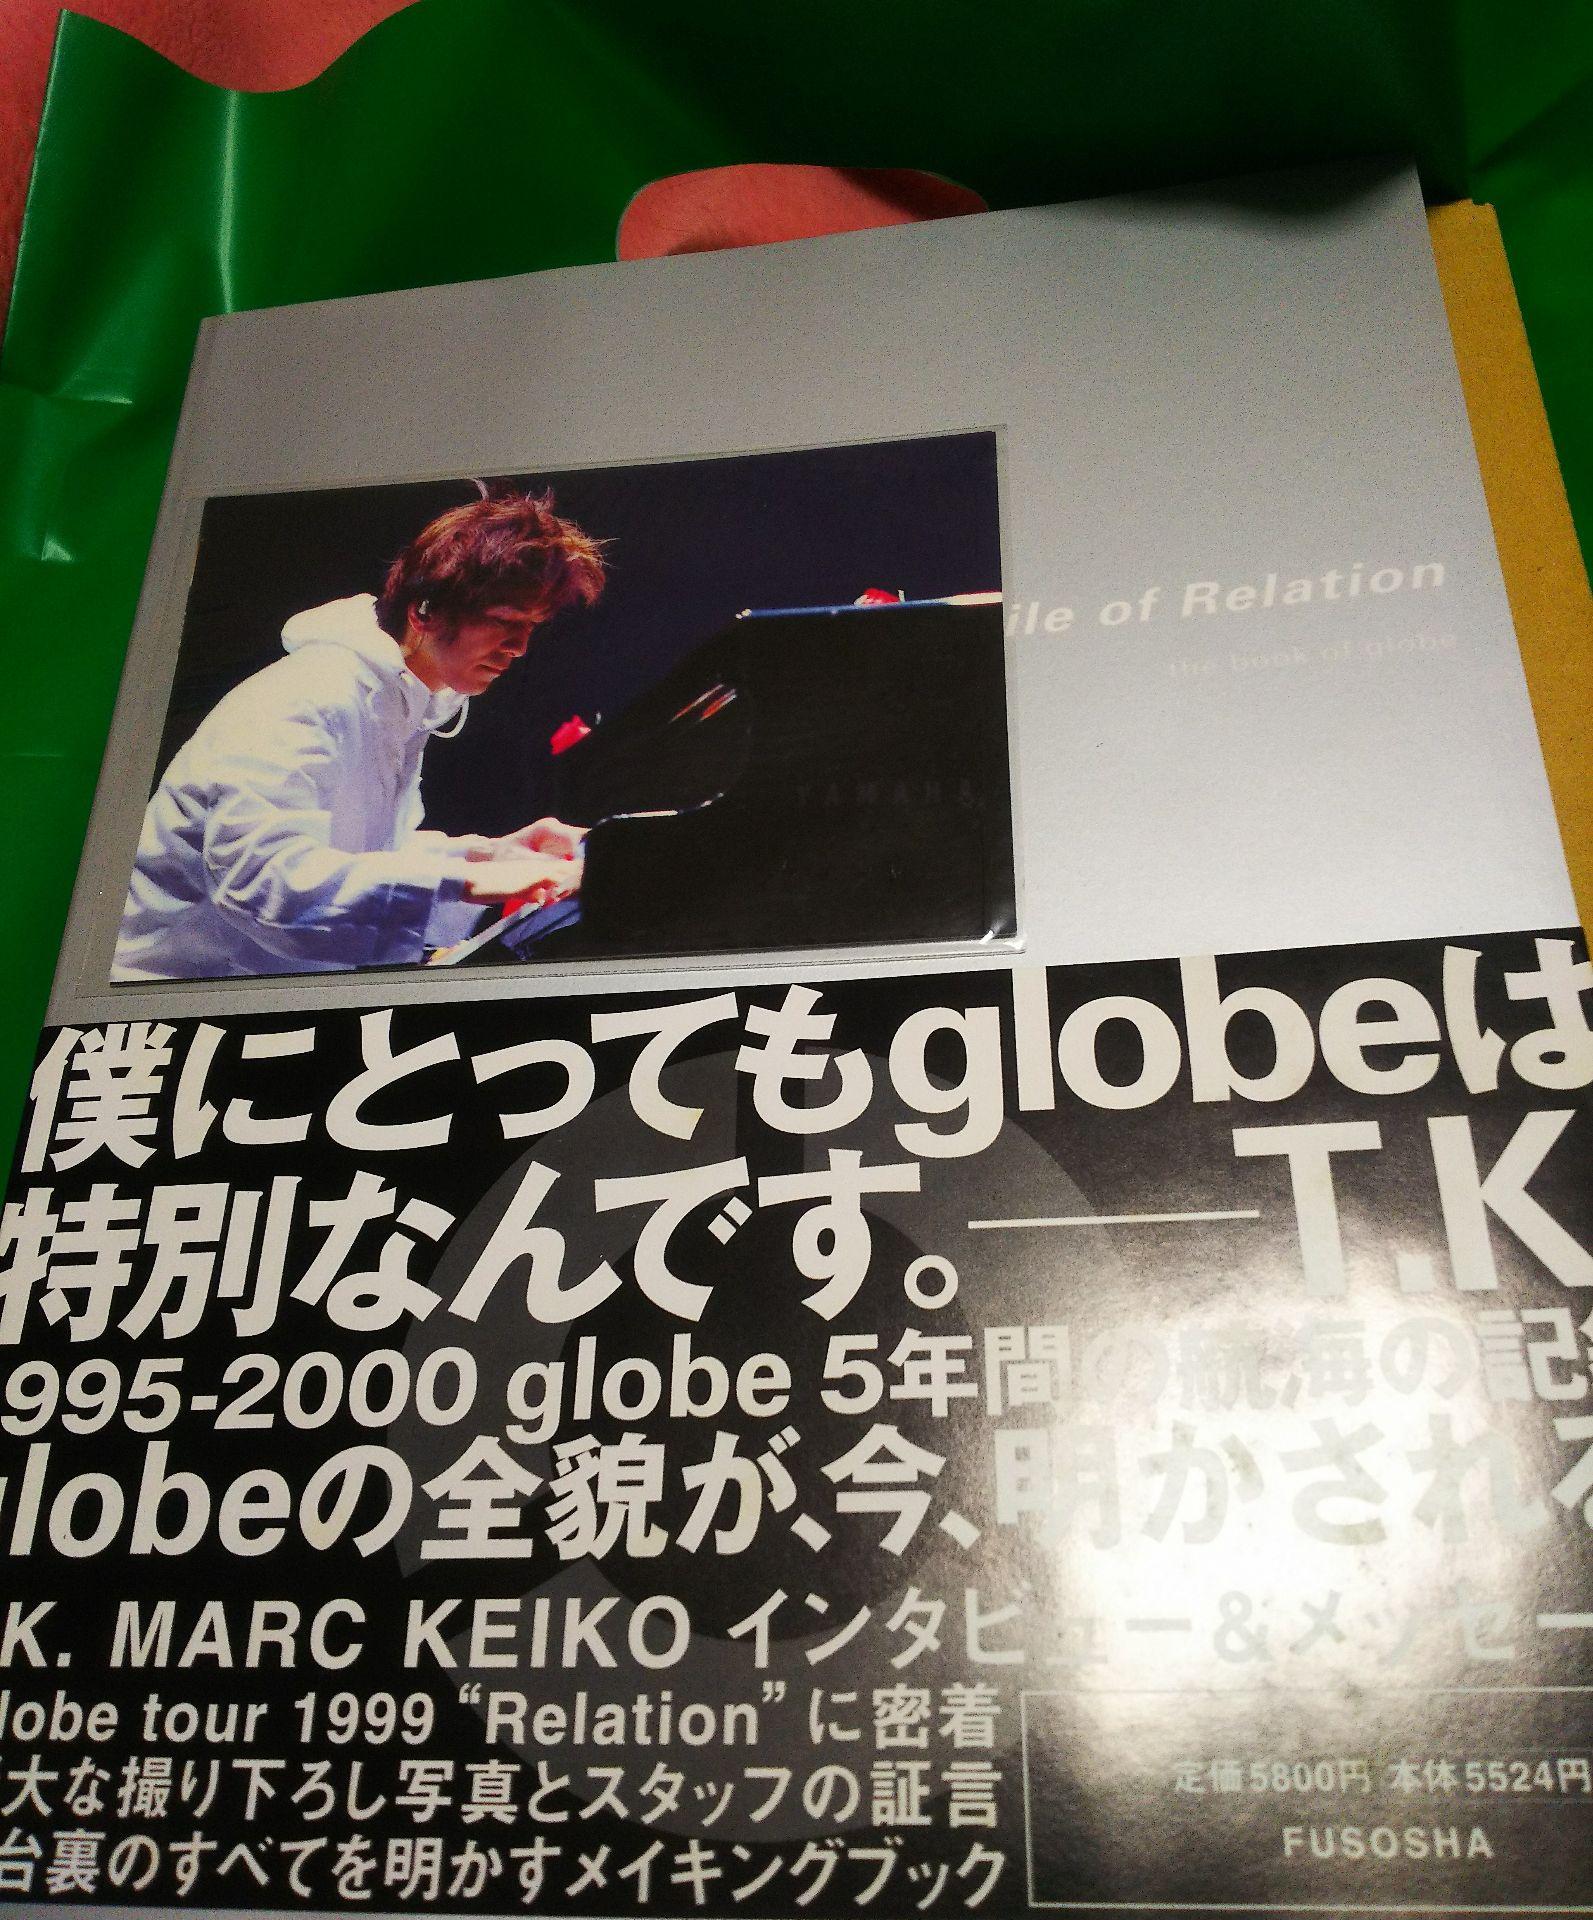 ile of Relation
the book of globe
YAMAHA
僕にとってもglobeは
特別なんです。――T.K
995-2000 globe 5年間の航海の記
lobeの全貌が、今、明かされる
K. MARC KEIKO インタビュー&メッセー
lobe tour 1999 “Relation” に密着
大な撮り下ろし写真とスタッフの証言
台裏のすべてを明かすメイキングブック
定価5800円 本体5524円
FUSOSHA